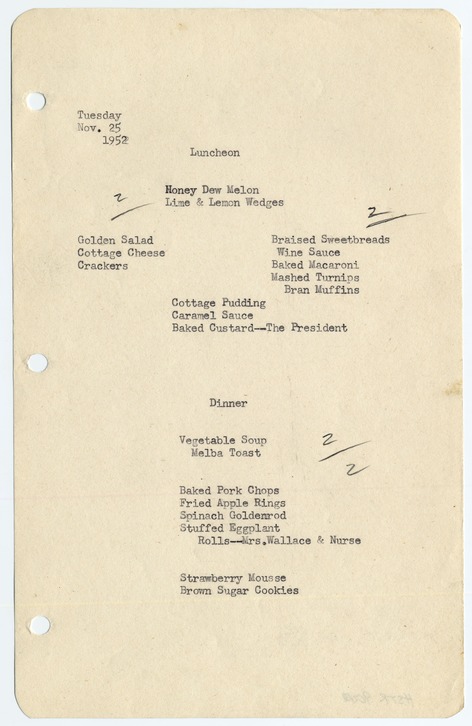 Tuesday
Nov. 25
1952
Luncheon
Honey Dew Melon
2
Lime & Lemon Wedges
2
Golden Salad
Cottage Cheese
Crackers
Braised Sweetbreads
Wine Sauce
Baked Macaroni
Mashed Turnips
Bran Muffins
Cottage Pudding
Caramel Sauce
Baked Custard--The President
Dinner
Vegetable Soup
Melba Toast
2/2
Baked Pork Chops
Fried Apple Rings
Spinach Goldenrod
Stuffed Eggplant
Rolls--Mrs.Wallace & Nurse
Strawberry Mousse
Brown Sugar Cookies